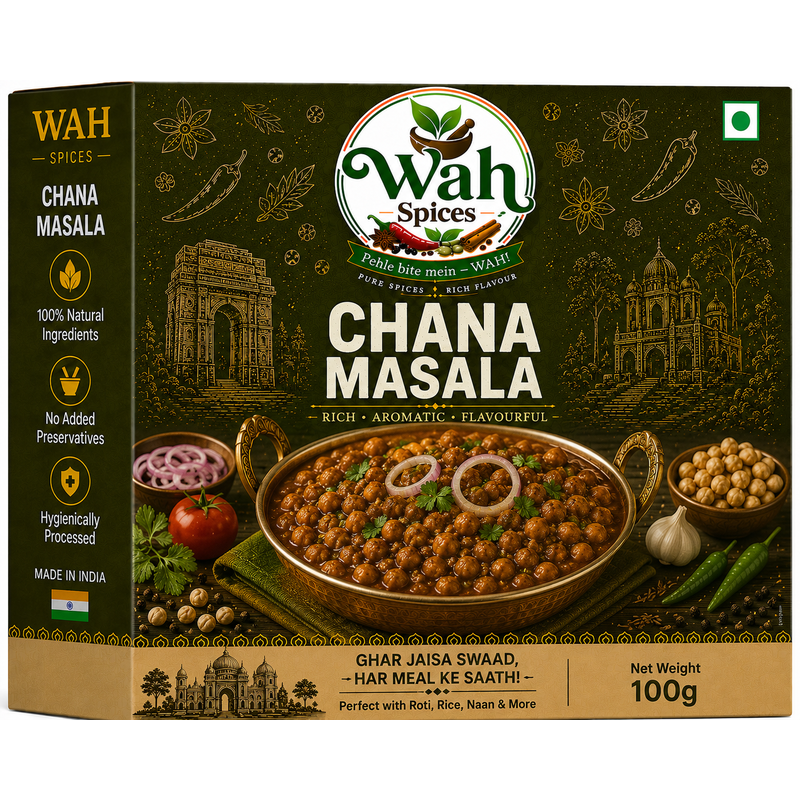 WAH
SPICES
CHANA
MASALA
100% Natural
Ingredients
No Added
Preservatives
Hygienically
Processed
MADE IN INDIA
Wah
Spices
Pehle bite mein – WAH!
PURE SPICES • RICH FLAVOUR
CHANA
MASALA
RICH • AROMATIC • FLAVOURFUL
GHAR JAISA SWAAD,
HAR MEAL KE SAATH!
Perfect with Roti, Rice, Naan & More
Net Weight
100g